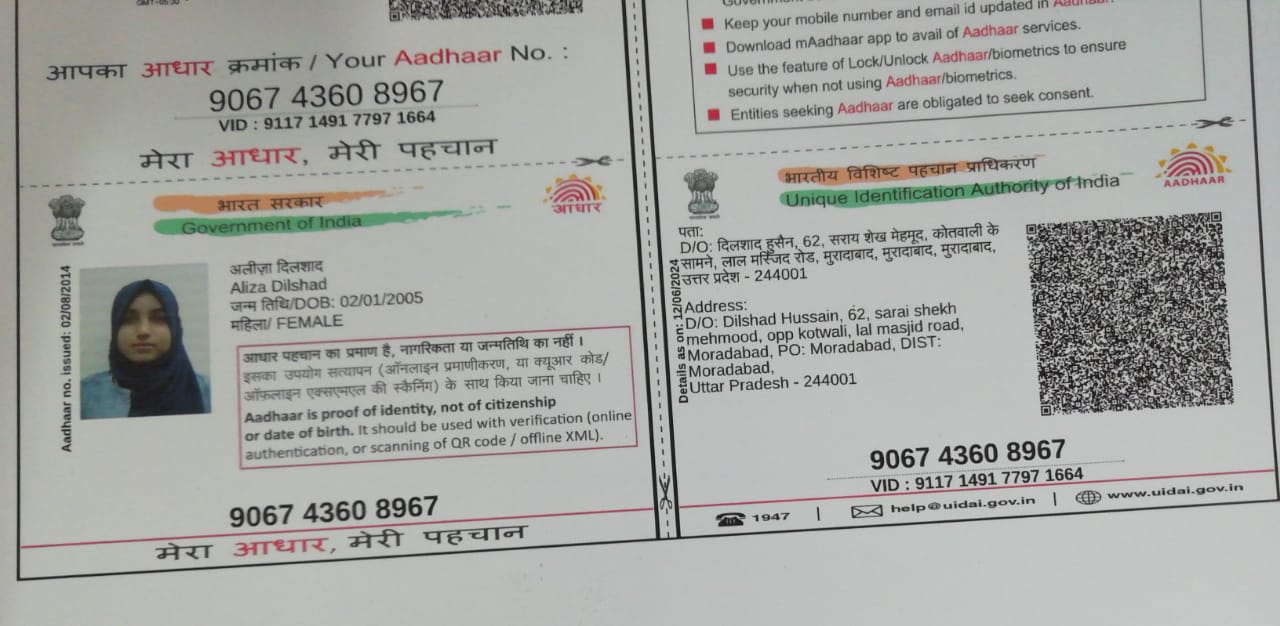 GMT+05:30
आपका आधार क्रमांक / Your Aadhaar No. :
9067 4360 8967
VID : 9117 1491 7797 1664
मेरा आधार, मेरी पहचान
भारत सरकार
Government of India
आधार
Aadhaar no. issued: 02/08/2014
अलीज़ा दिलशाद
Aliza Dilshad
जन्म तिथि/DOB: 02/01/2005
महिला/ FEMALE
आधार पहचान का प्रमाण है, नागरिकता या जन्मतिथि का नहीं ।
इसका उपयोग सत्यापन (ऑनलाइन प्रमाणीकरण, या क्यूआर कोड/
ऑफ़लाइन एक्सएमएल की स्कैनिंग) के साथ किया जाना चाहिए ।
Aadhaar is proof of identity, not of citizenship
or date of birth. It should be used with verification (online
authentication, or scanning of QR code / offline XML).
9067 4360 8967
मेरा आधार, मेरी पहचान
Keep your mobile number and email id updated in Aadhaar.
Download mAadhaar app to avail of Aadhaar services.
Use the feature of Lock/Unlock Aadhaar/biometrics to ensure
security when not using Aadhaar/biometrics.
Entities seeking Aadhaar are obligated to seek consent.
भारतीय विशिष्ट पहचान प्राधिकरण
Unique Identification Authority of India
AADHAAR
Details as on: 12/06/2024
पता:
D/O: दिलशाद हुसैन, 62, सराय शेख मेहमूद, कोतवाली के
सामने, लाल मस्जिद रोड, मुरादाबाद, मुरादाबाद, मुरादाबाद,
उत्तर प्रदेश - 244001
Address:
D/O: Dilshad Hussain, 62, sarai shekh
mehmood, opp kotwali, lal masjid road,
Moradabad, PO: Moradabad, DIST:
Moradabad,
Uttar Pradesh - 244001
9067 4360 8967
VID : 9117 1491 7797 1664
1947 | help@uidai.gov.in | www.uidai.gov.in